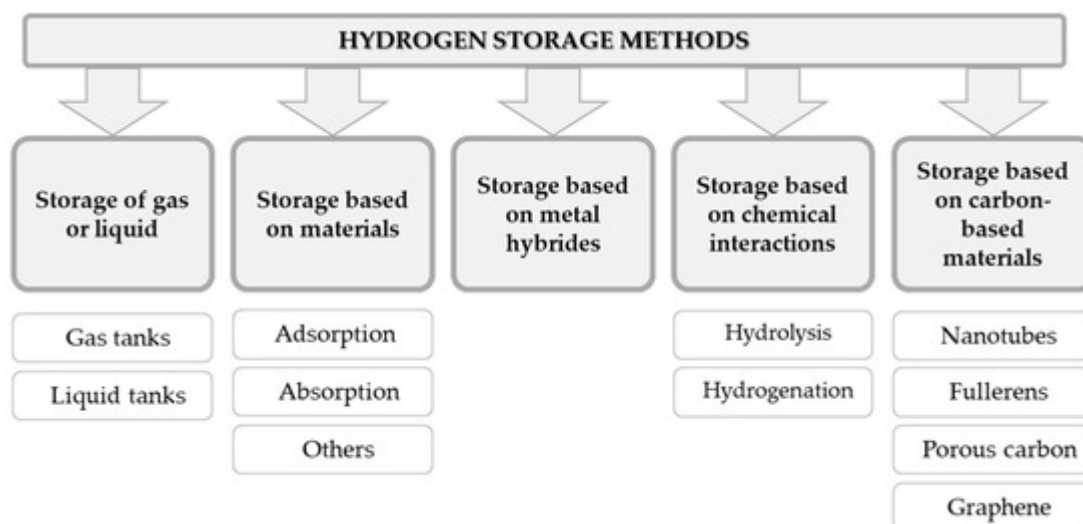 HYDROGEN STORAGE METHODS
Storage of gas
or liquid
Storage based
on materials
Storage based
on metal
hybrides
Storage based
on chemical
interactions
Storage based
on carbon-
based
materials
Gas tanks
Liquid tanks
Adsorption
Absorption
Others
Hydrolysis
Hydrogenation
Nanotubes
Fullerens
Porous carbon
Graphene